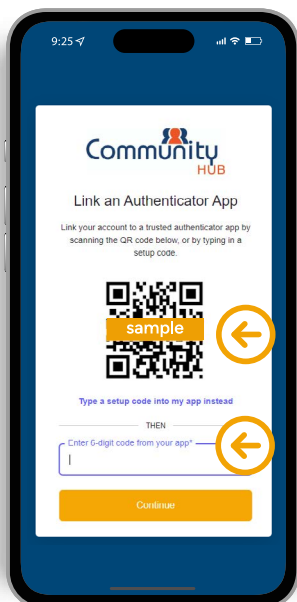 9:25
Community
HUB
Link an Authenticator App
Link your account to a trusted authenticator app by
scanning the QR code below, or by typing in a
setup code.
sample
Type a setup code into my app instead
THEN
Enter 6-digit code from your app*
Continue